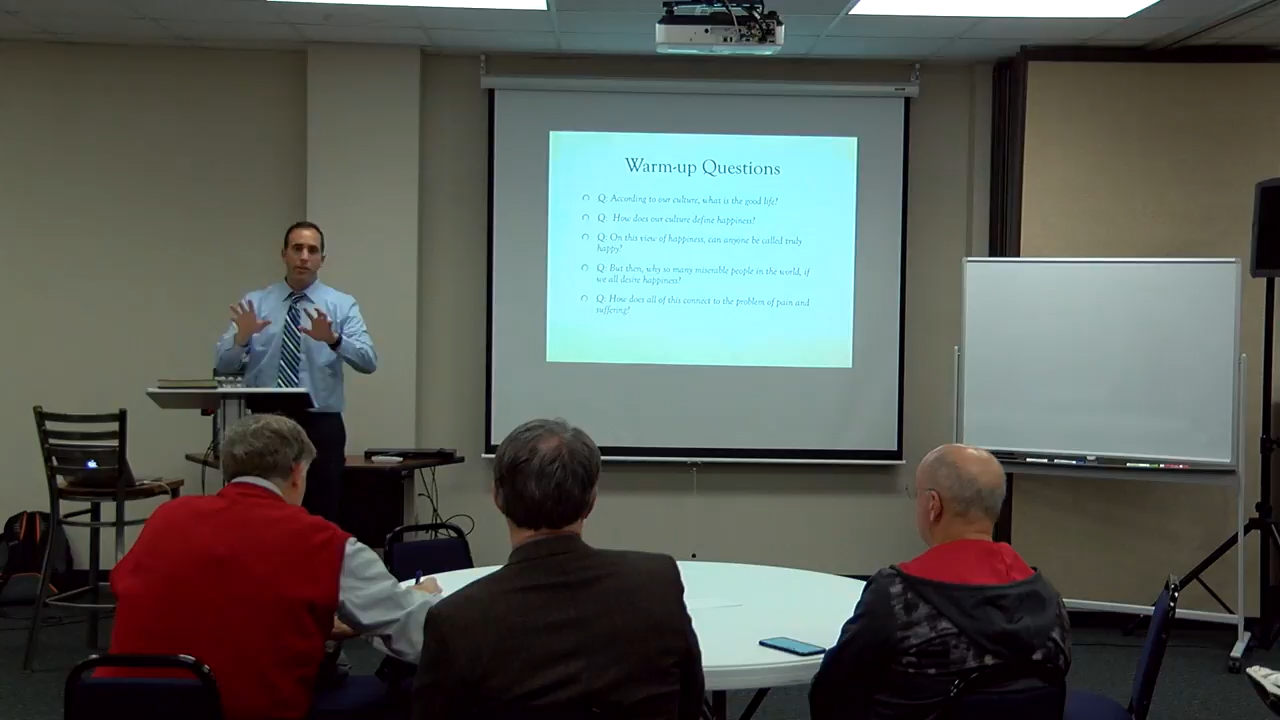 Warm-up Questions
Q: According to our culture, what is the good life?
Q: How does our culture define happiness?
Q: On this view of happiness, can anyone be called truly
happy?
Q: But then, why so many miserable people in the world, if
we all desire happiness?
Q: How does all of this connect to the problem of pain and
suffering?